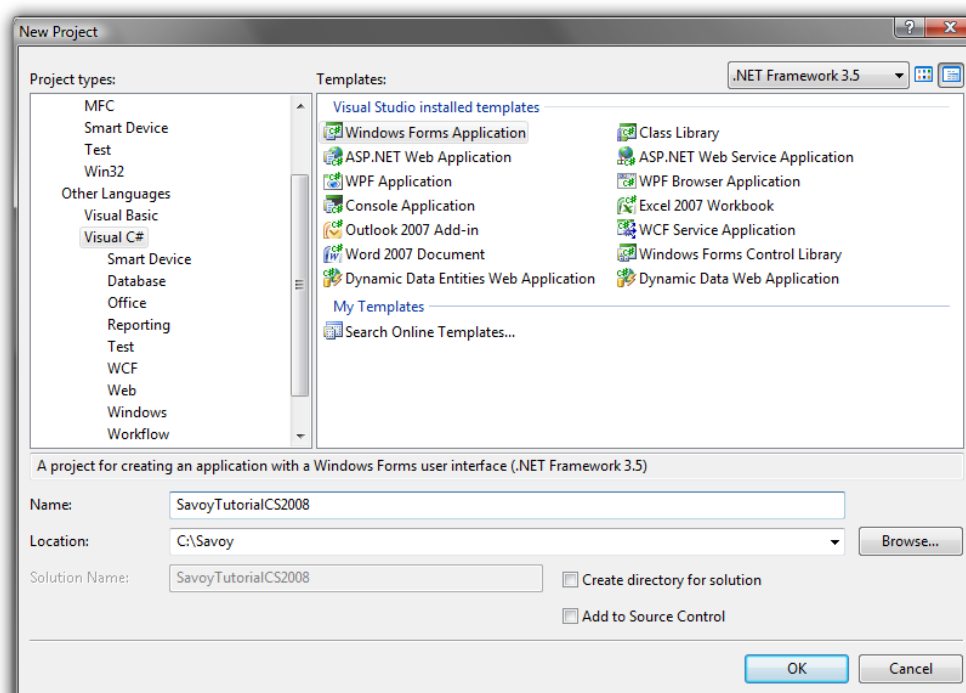 New Project
Project types:
Templates:
.NET Framework 3.5
MFC
Smart Device
Test
Win32
Other Languages
Visual Basic
Visual C#
Smart Device
Database
Office
Reporting
Test
WCF
Web
Windows
Workflow
Visual Studio installed templates
Windows Forms Application
Class Library
ASP.NET Web Application
ASP.NET Web Service Application
WPF Application
WPF Browser Application
Console Application
Excel 2007 Workbook
Outlook 2007 Add-in
WCF Service Application
Word 2007 Document
Windows Forms Control Library
Dynamic Data Entities Web Application
Dynamic Data Web Application
My Templates
Search Online Templates...
A project for creating an application with a Windows Forms user interface (.NET Framework 3.5)
Name:
SavoyTutorialCS2008
Location:
C:\Savoy
Browse...
Solution Name:
SavoyTutorialCS2008
Create directory for solution
Add to Source Control
OK
Cancel